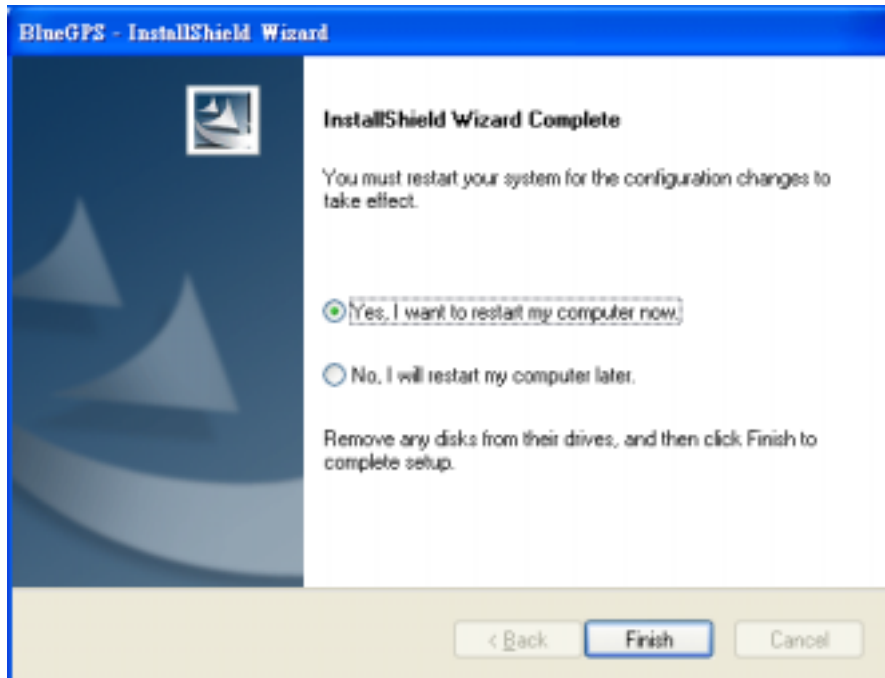 BlueGPS - InstallShield Wizard
InstallShield Wizard Complete
You must restart your system for the configuration changes to
take effect.
Yes, I want to restart my computer now.
No, I will restart my computer later.
Remove any disks from their drives, and then click Finish to
complete setup.
< Back Finish Cancel